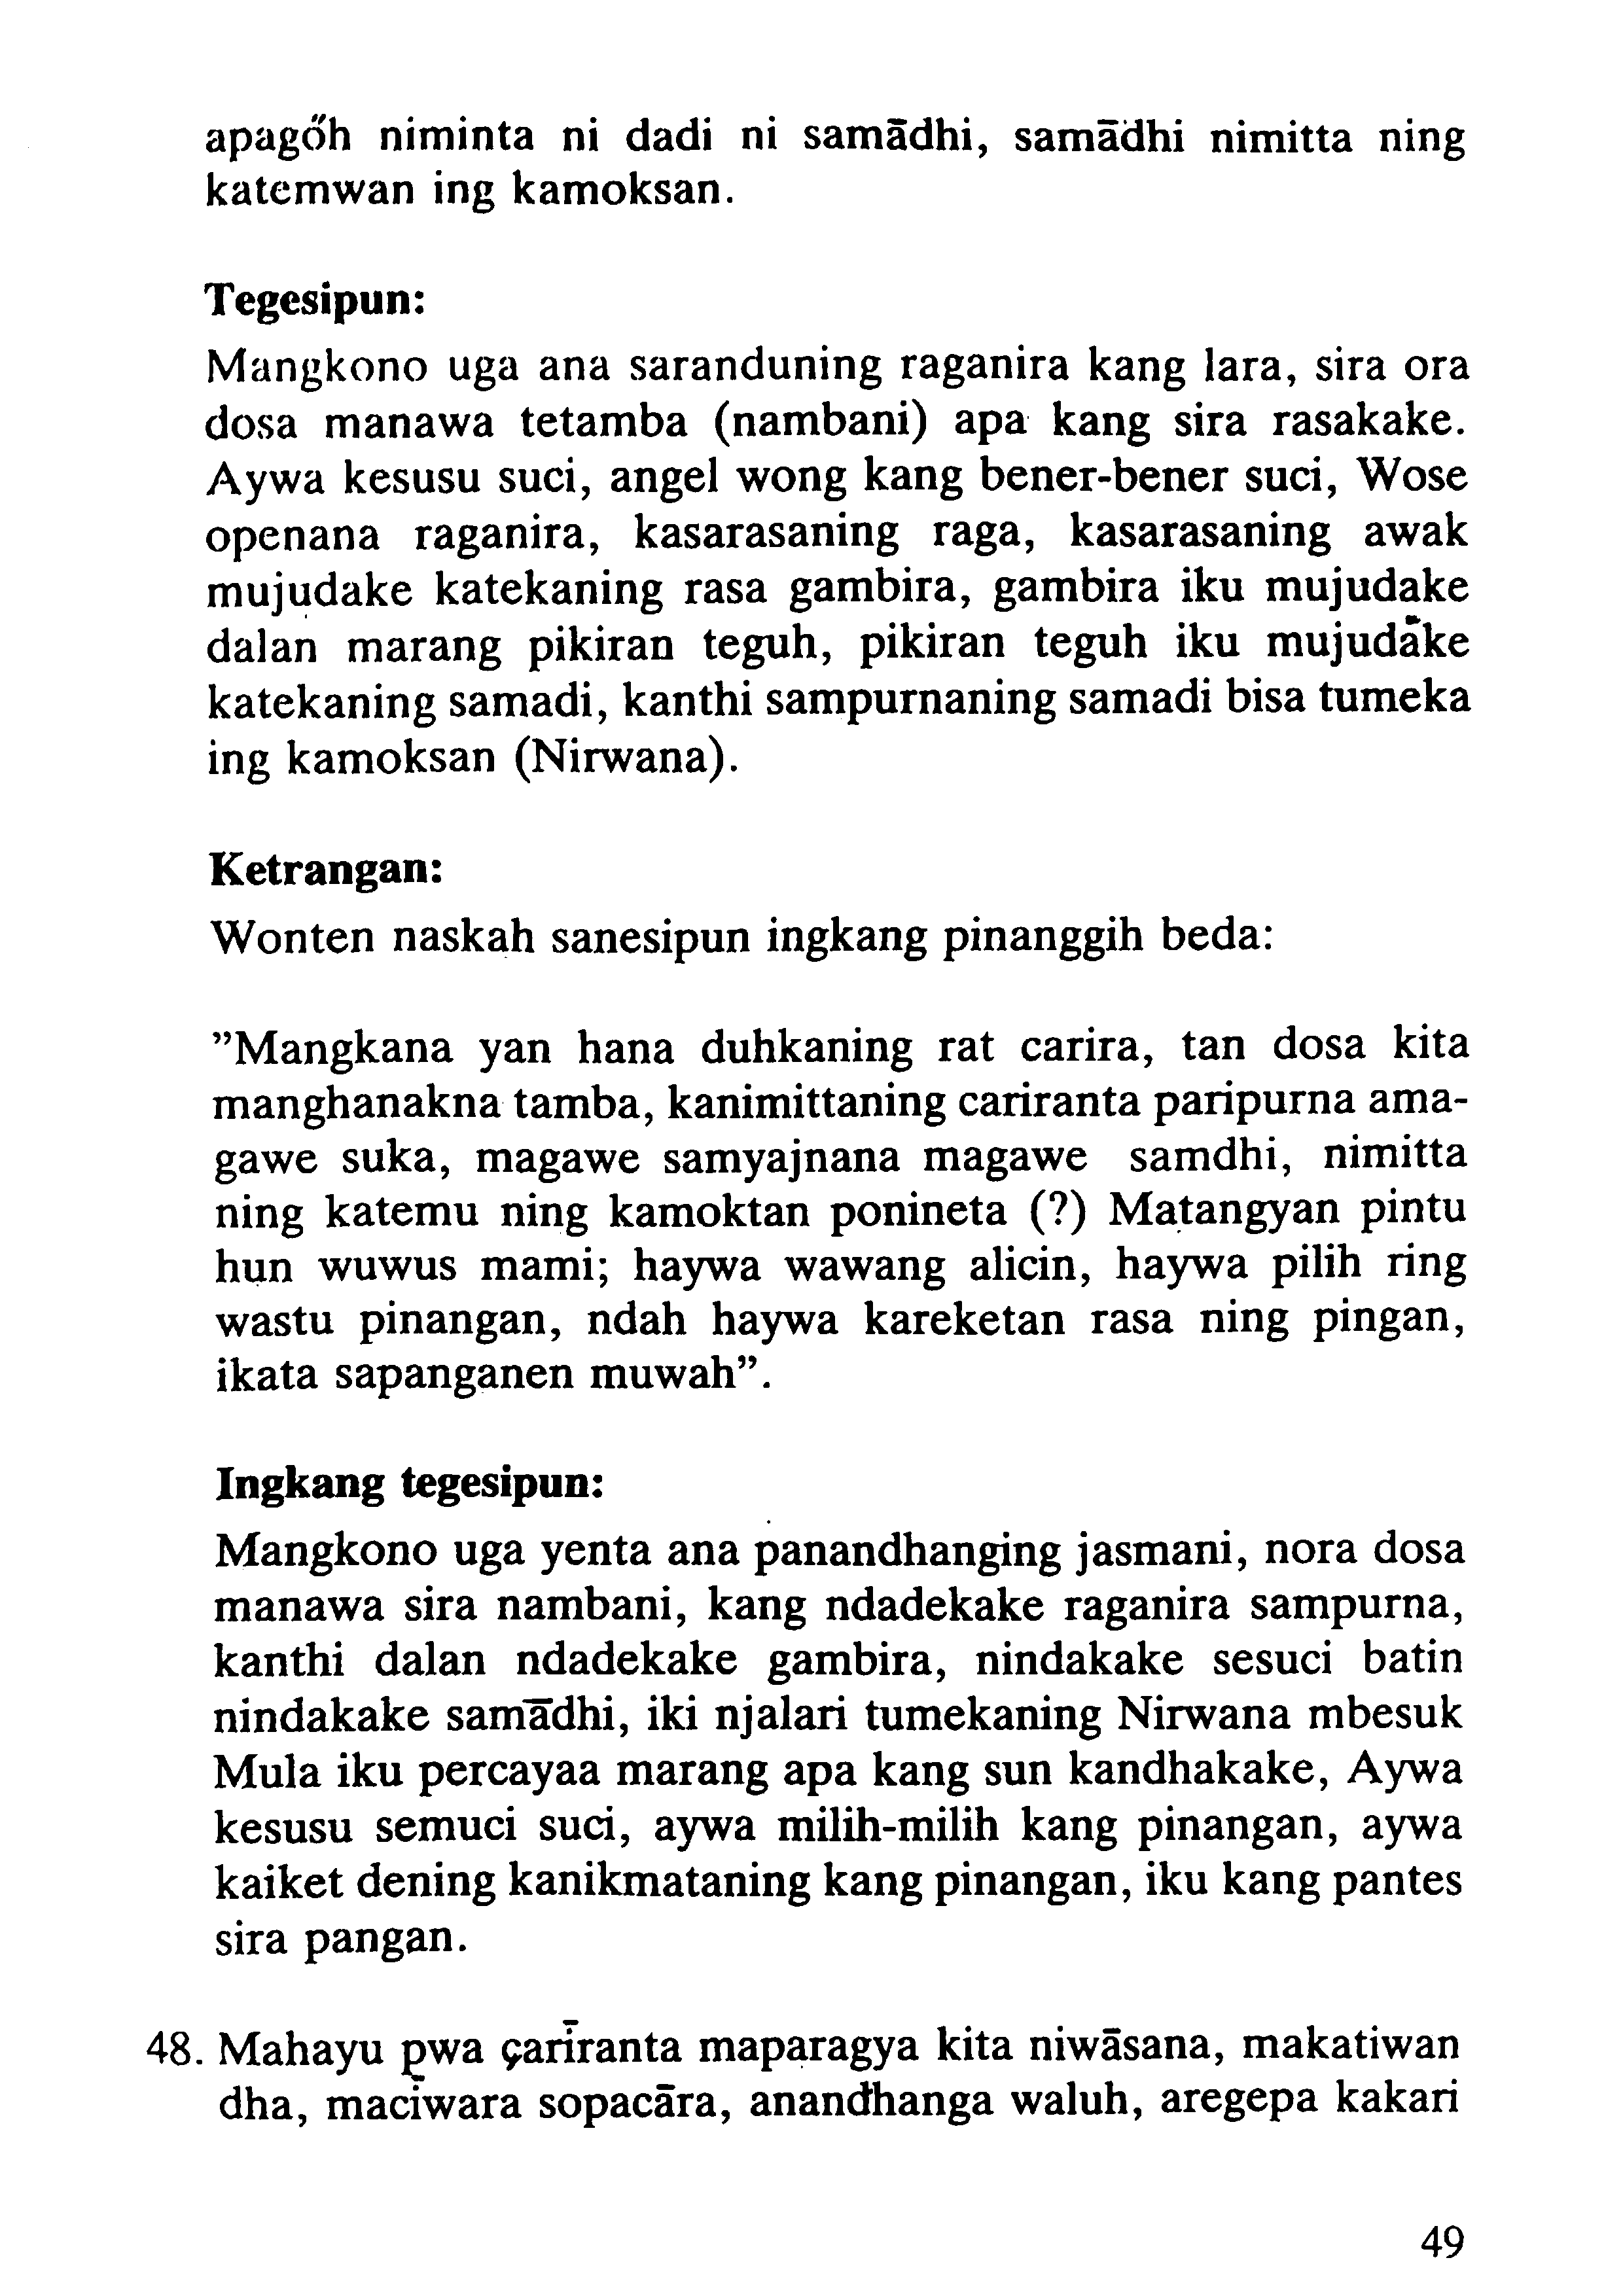 apagőh niminta ni dadi ni samādhi, samādhi nimitta ning
katemwan ing kamoksan.
Tegesipun:
Mangkono uga ana saranduning raganira kang lara, sira ora
dosa manawa tetamba (nambani) apa kang sira rasakake.
Aywa kesusu suci, angel wong kang bener-bener suci, Wose
openana raganira, kasarasaning raga, kasarasaning awak
mujudake katekaning rasa gambira, gambira iku mujudake
dalan marang pikiran teguh, pikiran teguh iku mujudāke
katekaning samadi, kanthi sampurnaning samadi bisa tumeka
ing kamoksan (Nirwana).
Ketrangan:
Wonten naskah sanesipun ingkang pinanggih beda:
”Mangkana yan hana duhkaning rat carira, tan dosa kita
manghanakna tamba, kanimittaning cariranta paripurna ama-
gawe suka, magawe samyajnana magawe samdhi, nimitta
ning katemu ning kamoktan ponineta (?) Matangyan pintu
hun wuwus mami; haywa wawang alicin, haywa pilih ring
wastu pinangan, ndah haywa kareketan rasa ning pingan,
ikata sapanganen muwah”.
Ingkang tegesipun:
Mangkono uga yenta ana panandhanging jasmani, nora dosa
manawa sira nambani, kang ndadekake raganira sampurna,
kanthi dalan ndadekake gambira, nindakake sesuci batin
nindakake samādhi, iki njalari tumekaning Nirwana mbesuk
Mula iku percayaa marang apa kang sun kandhakake, Aywa
kesusu semuci suci, aywa milih-milih kang pinangan, aywa
kaiket dening kanikmataning kang pinangan, iku kang pantes
sira pangan.
48. Mahayu pwa çarīranta maparagya kita niwāsana, makatiwan
dha, maciwara sopacāra, anandhanga waluh, aregepa kakari
49